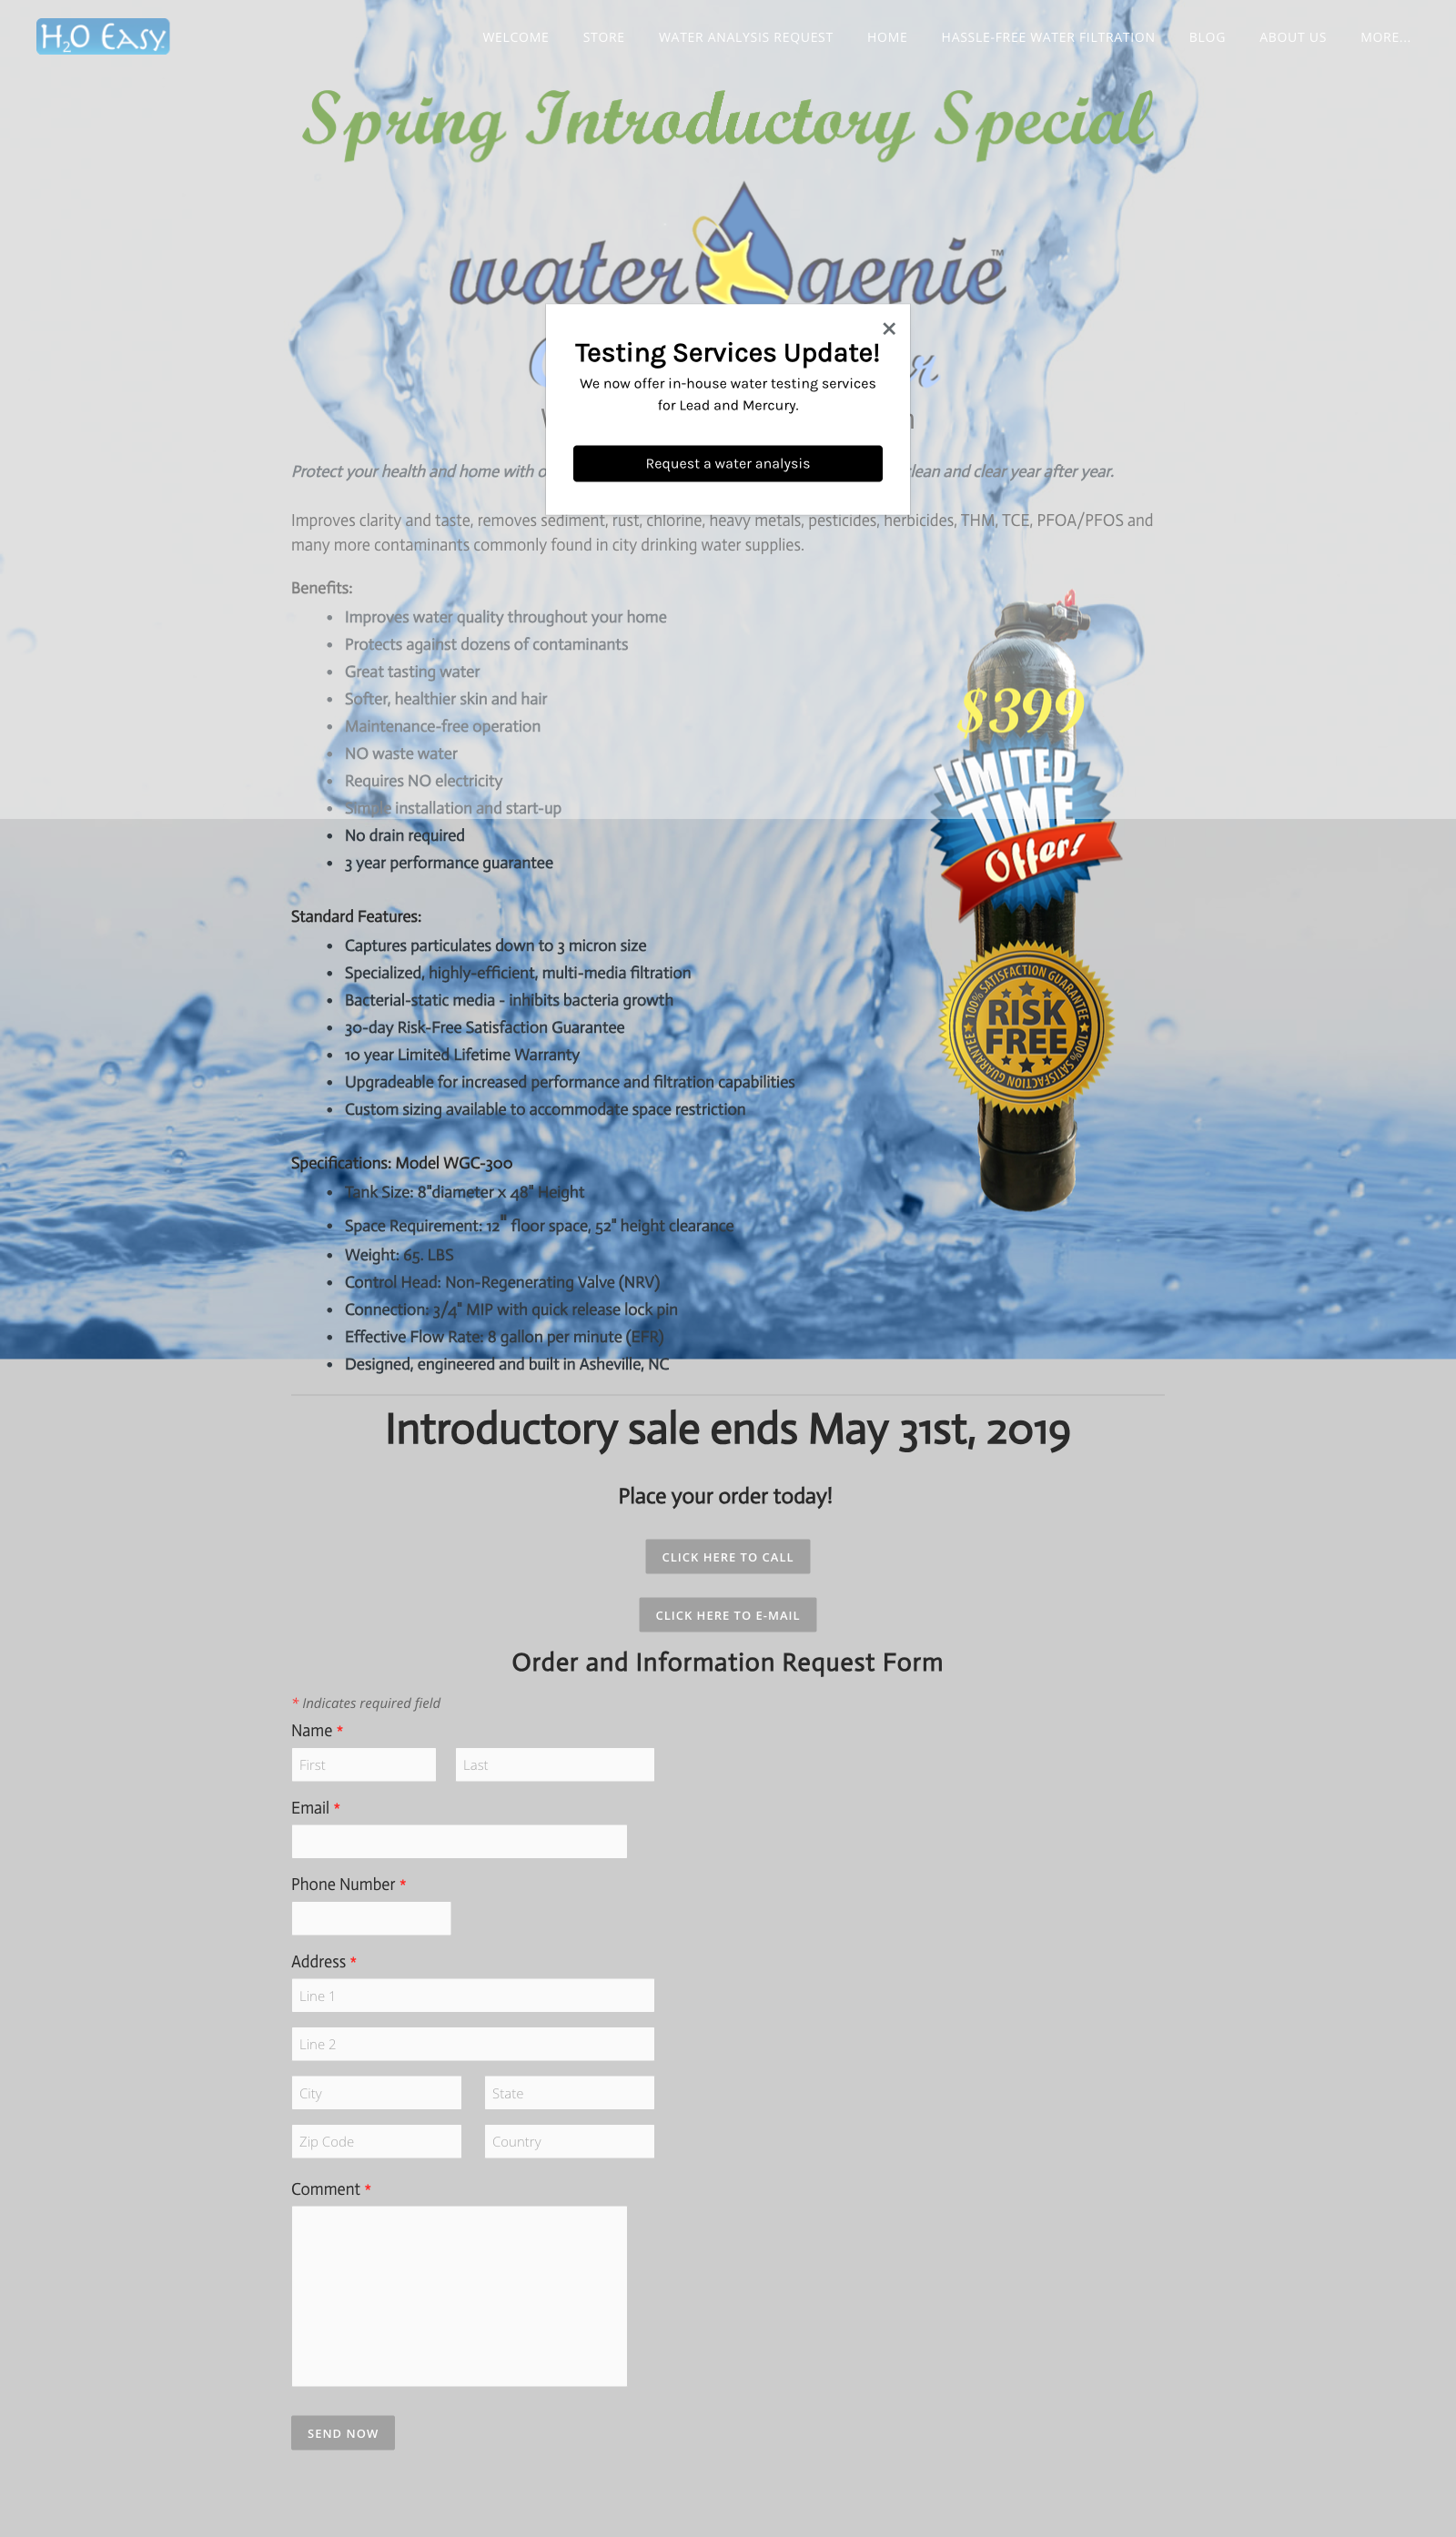 H2O Easy
WELCOME STORE WATER ANALYSIS REQUEST HOME HASSLE-FREE WATER FILTRATION BLOG ABOUT US MORE...
Spring Introductory Special
water genie™
Testing Services Update!
We now offer in-house water testing services
for Lead and Mercury.
Request a water analysis
Protect your health and home with
clean and clear year after year.
Improves clarity and taste, removes sediment, rust, chlorine, heavy metals, pesticides, herbicides, THM, TCE, PFOA/PFOS and
many more contaminants commonly found in city drinking water supplies.
Benefits:
• Improves water quality throughout your home
• Protects against dozens of contaminants
• Great tasting water
• Softer, healthier skin and hair
• Maintenance-free operation
• NO waste water
• Requires NO electricity
• Simple installation and start-up
• No drain required
• 3 year performance guarantee
$399
LIMITED
TIME
Offer!
Standard Features:
• Captures particulates down to 3 micron size
• Specialized, highly-efficient, multi-media filtration
• Bacterial-static media - inhibits bacteria growth
• 30-day Risk-Free Satisfaction Guarantee
• 10 year Limited Lifetime Warranty
• Upgradeable for increased performance and filtration capabilities
• Custom sizing available to accommodate space restriction
100% SATISFACTION GUARANTEE
RISK
FREE
100% SATISFACTION GUARANTEE
Specifications: Model WGC-300
• Tank Size: 8"diameter x 48" Height
• Space Requirement: 12" floor space, 52" height clearance
• Weight: 65. LBS
• Control Head: Non-Regenerating Valve (NRV)
• Connection: 3/4" MIP with quick release lock pin
• Effective Flow Rate: 8 gallon per minute (EFR)
• Designed, engineered and built in Asheville, NC
Introductory sale ends May 31st, 2019
Place your order today!
CLICK HERE TO CALL
CLICK HERE TO E-MAIL
Order and Information Request Form
* Indicates required field
Name *
First Last
Email *
Phone Number *
Address *
Line 1
Line 2
City State
Zip Code Country
Comment *
SEND NOW